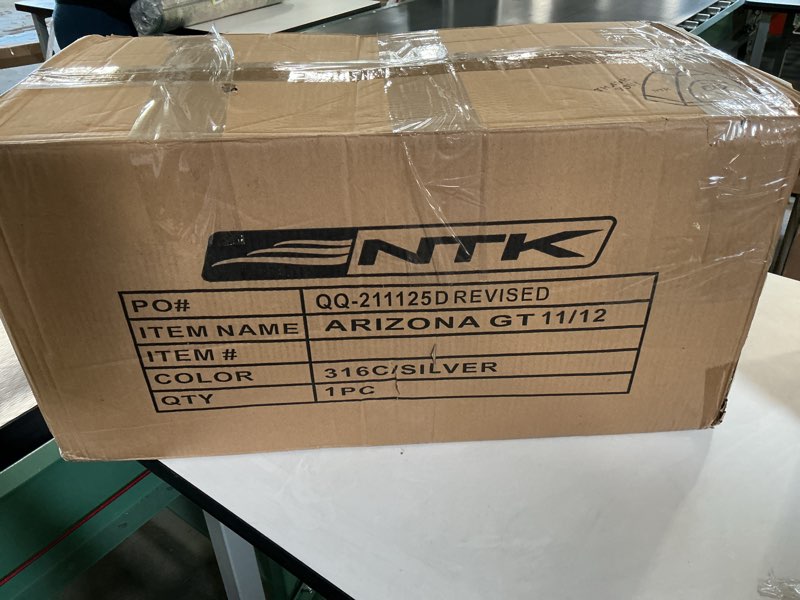 NTK
PO# QQ-211125D REVISED
ITEM NAME ARIZONA GT 11/12
ITEM #
COLOR 316C/SILVER
QTY 1PC